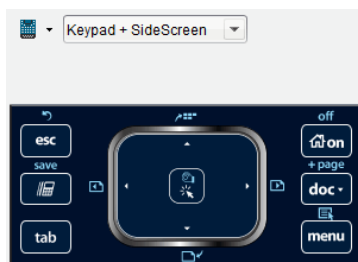 Keypad + SideScreen
off
esc
on
save
+ page
doc
tab
menu